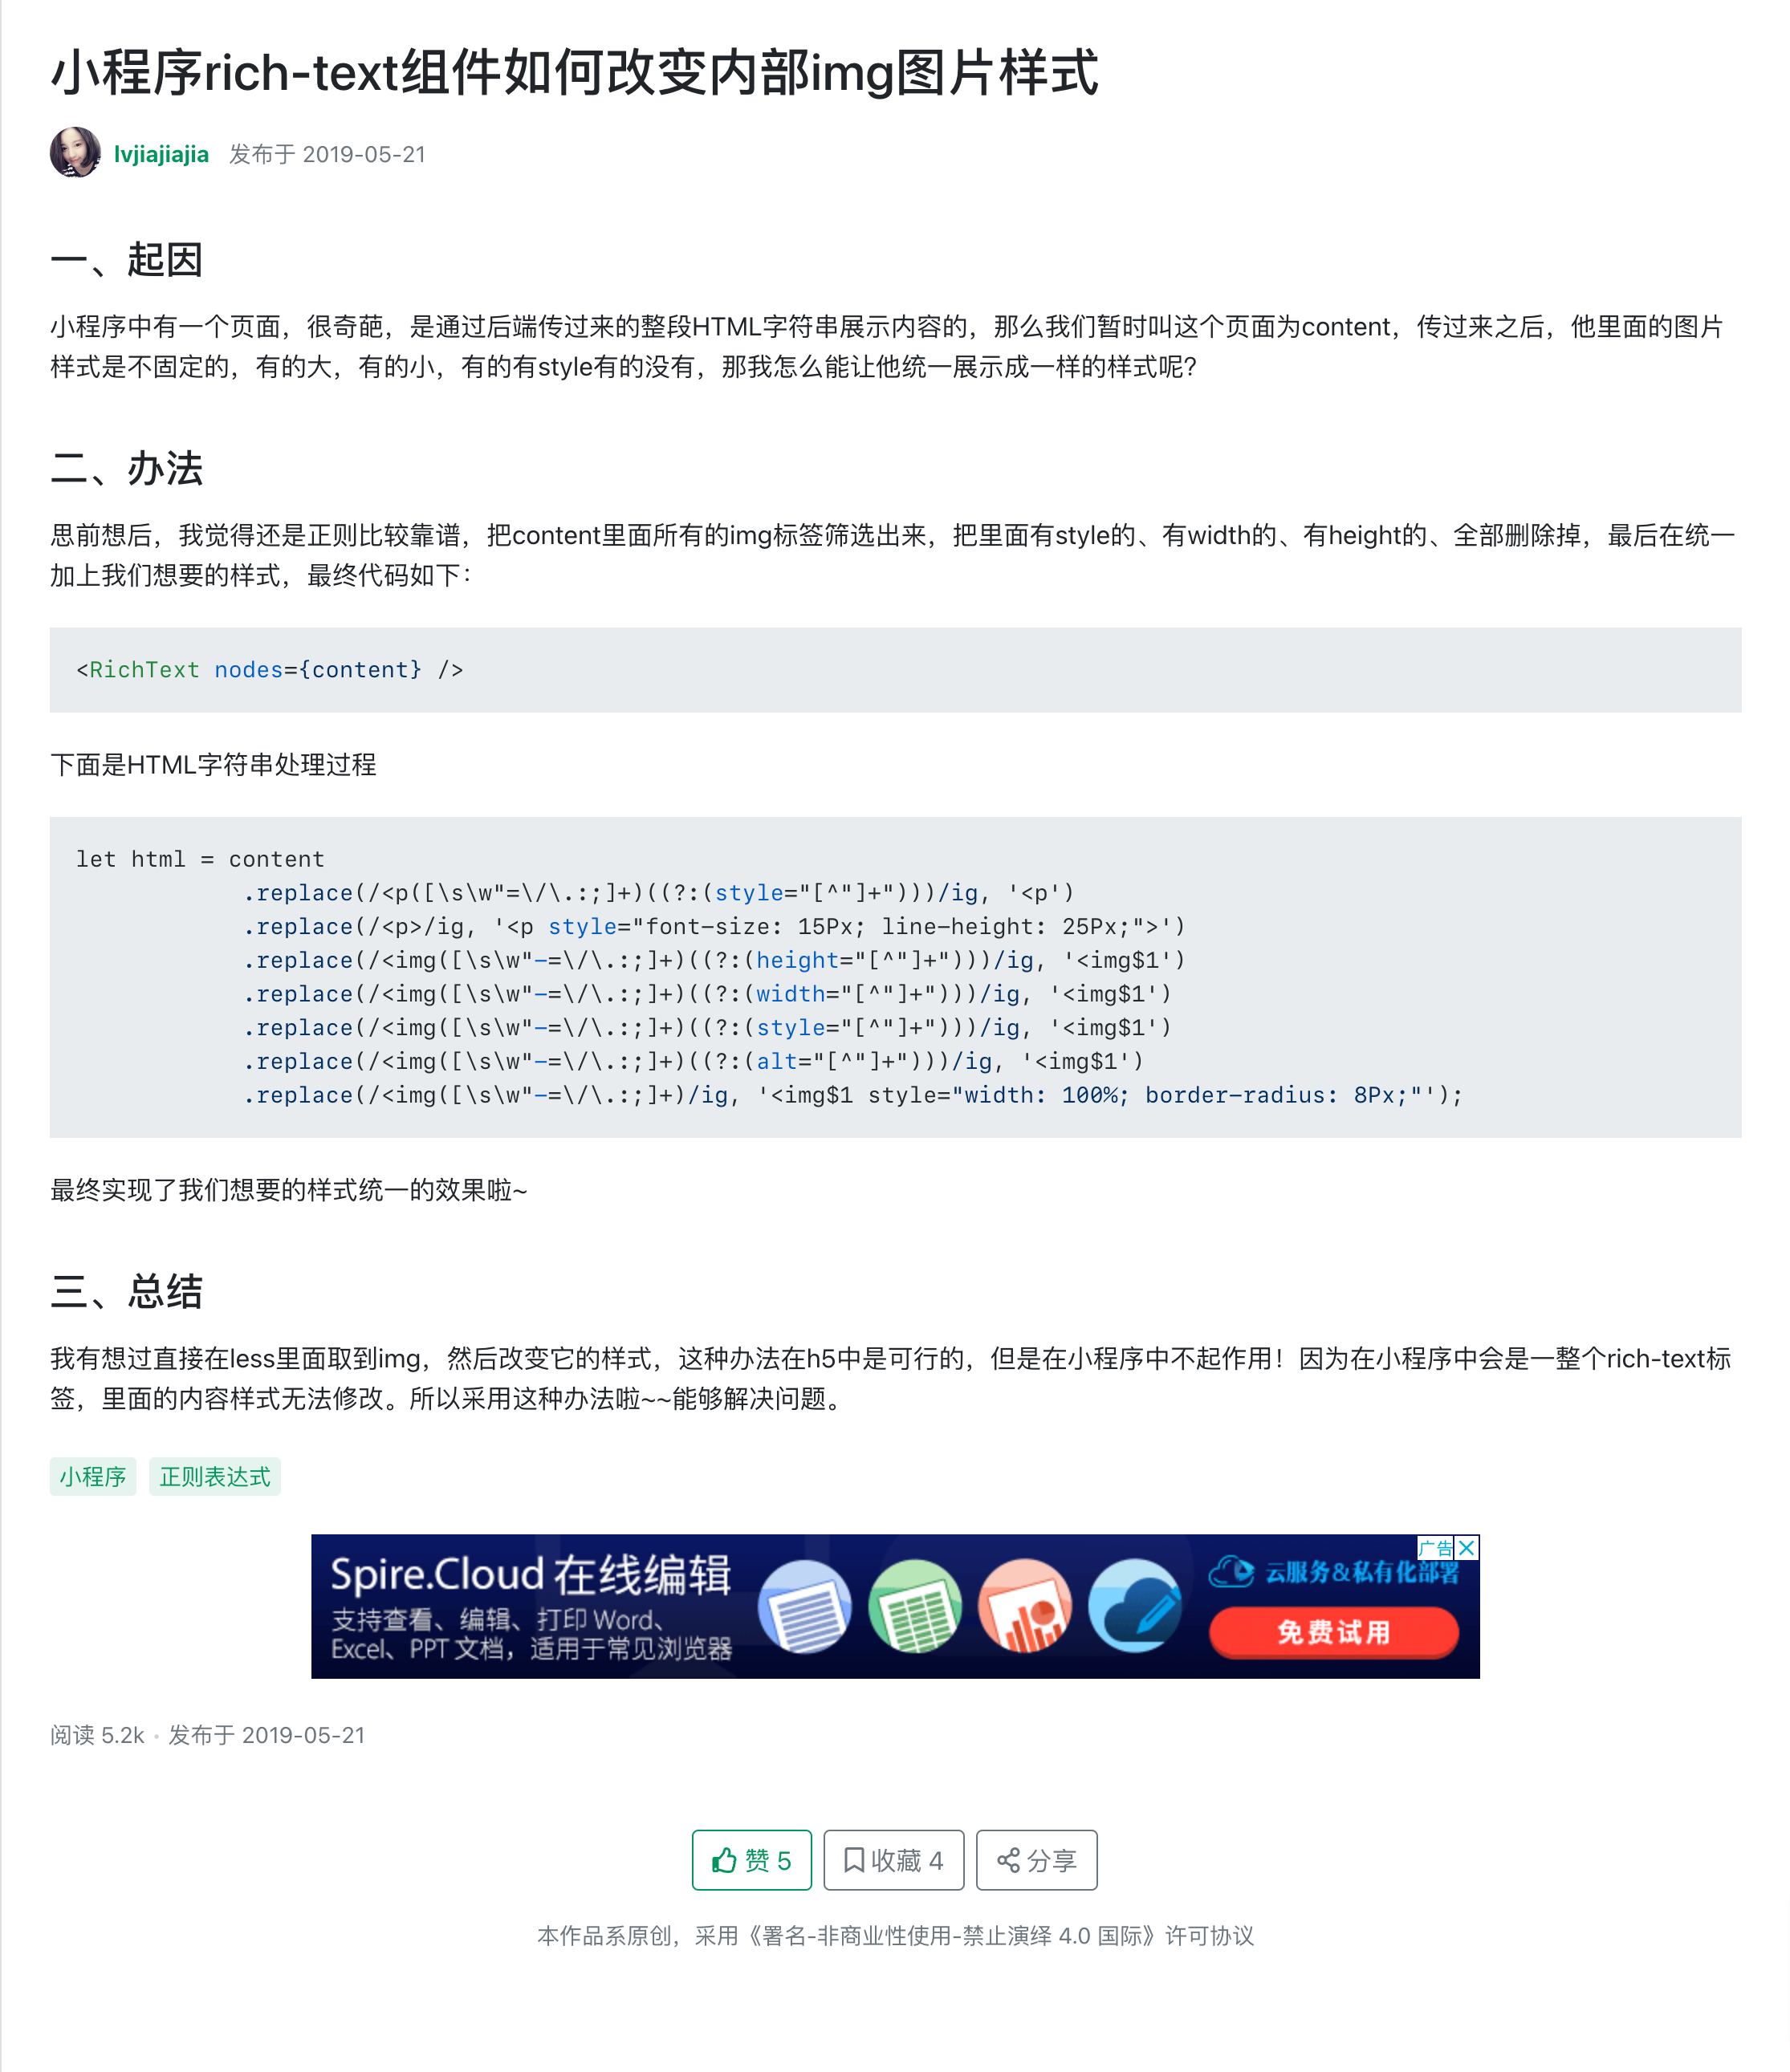 小程序rich-text组件如何改变内部img图片样式
lvjiajiajia 发布于 2019-05-21
一、起因
小程序中有一个页面，很奇葩，是通过后端传过来的整段HTML字符串展示内容的，那么我们暂时叫这个页面为content，传过来之后，他里面的图片
样式是不固定的，有的大，有的小，有的有style有的没有，那我怎么能让他统一展示成一样的样式呢?
二、办法
思前想后，我觉得还是正则比较靠谱，把content里面所有的img标签筛选出来，把里面有style的、有width的、有height的、全部删除掉，最后在统一
加上我们想要的样式，最终代码如下：
<RichText nodes={content} />
下面是HTML字符串处理过程
let html = content
.replace(/<p([\s\w"=\/\.:;]+)((?:(style="[^"]+")))/ig, '<p')
.replace(/<p>/ig, '<p style="font-size: 15Px; line-height: 25Px;">')
.replace(/<img([\s\w"-=\/\.:;]+)((?:(height="[^"]+")))/ig, '<img$1')
.replace(/<img([\s\w"-=\/\.:;]+)((?:(width="[^"]+")))/ig, '<img$1')
.replace(/<img([\s\w"-=\/\.:;]+)((?:(style="[^"]+")))/ig, '<img$1')
.replace(/<img([\s\w"-=\/\.:;]+)((?:(alt="[^"]+")))/ig, '<img$1')
.replace(/<img([\s\w"-=\/\.:;]+)/ig, '<img$1 style="width: 100%; border-radius: 8Px;"');
最终实现了我们想要的样式统一的效果啦~
三、总结
我有想过直接在less里面取到img，然后改变它的样式，这种办法在h5中是可行的，但是在小程序中不起作用！因为在小程序中会是一整个rich-text标
签，里面的内容样式无法修改。所以采用这种办法啦~~能够解决问题。
小程序 正则表达式
广告
Spire.Cloud 在线编辑
支持查看、编辑、打印 Word、
Excel、PPT 文档，适用于常见浏览器
云服务&私有化部署
免费试用
阅读 5.2k · 发布于 2019-05-21
赞 5 收藏 4 分享
本作品系原创，采用《署名-非商业性使用-禁止演绎 4.0 国际》许可协议